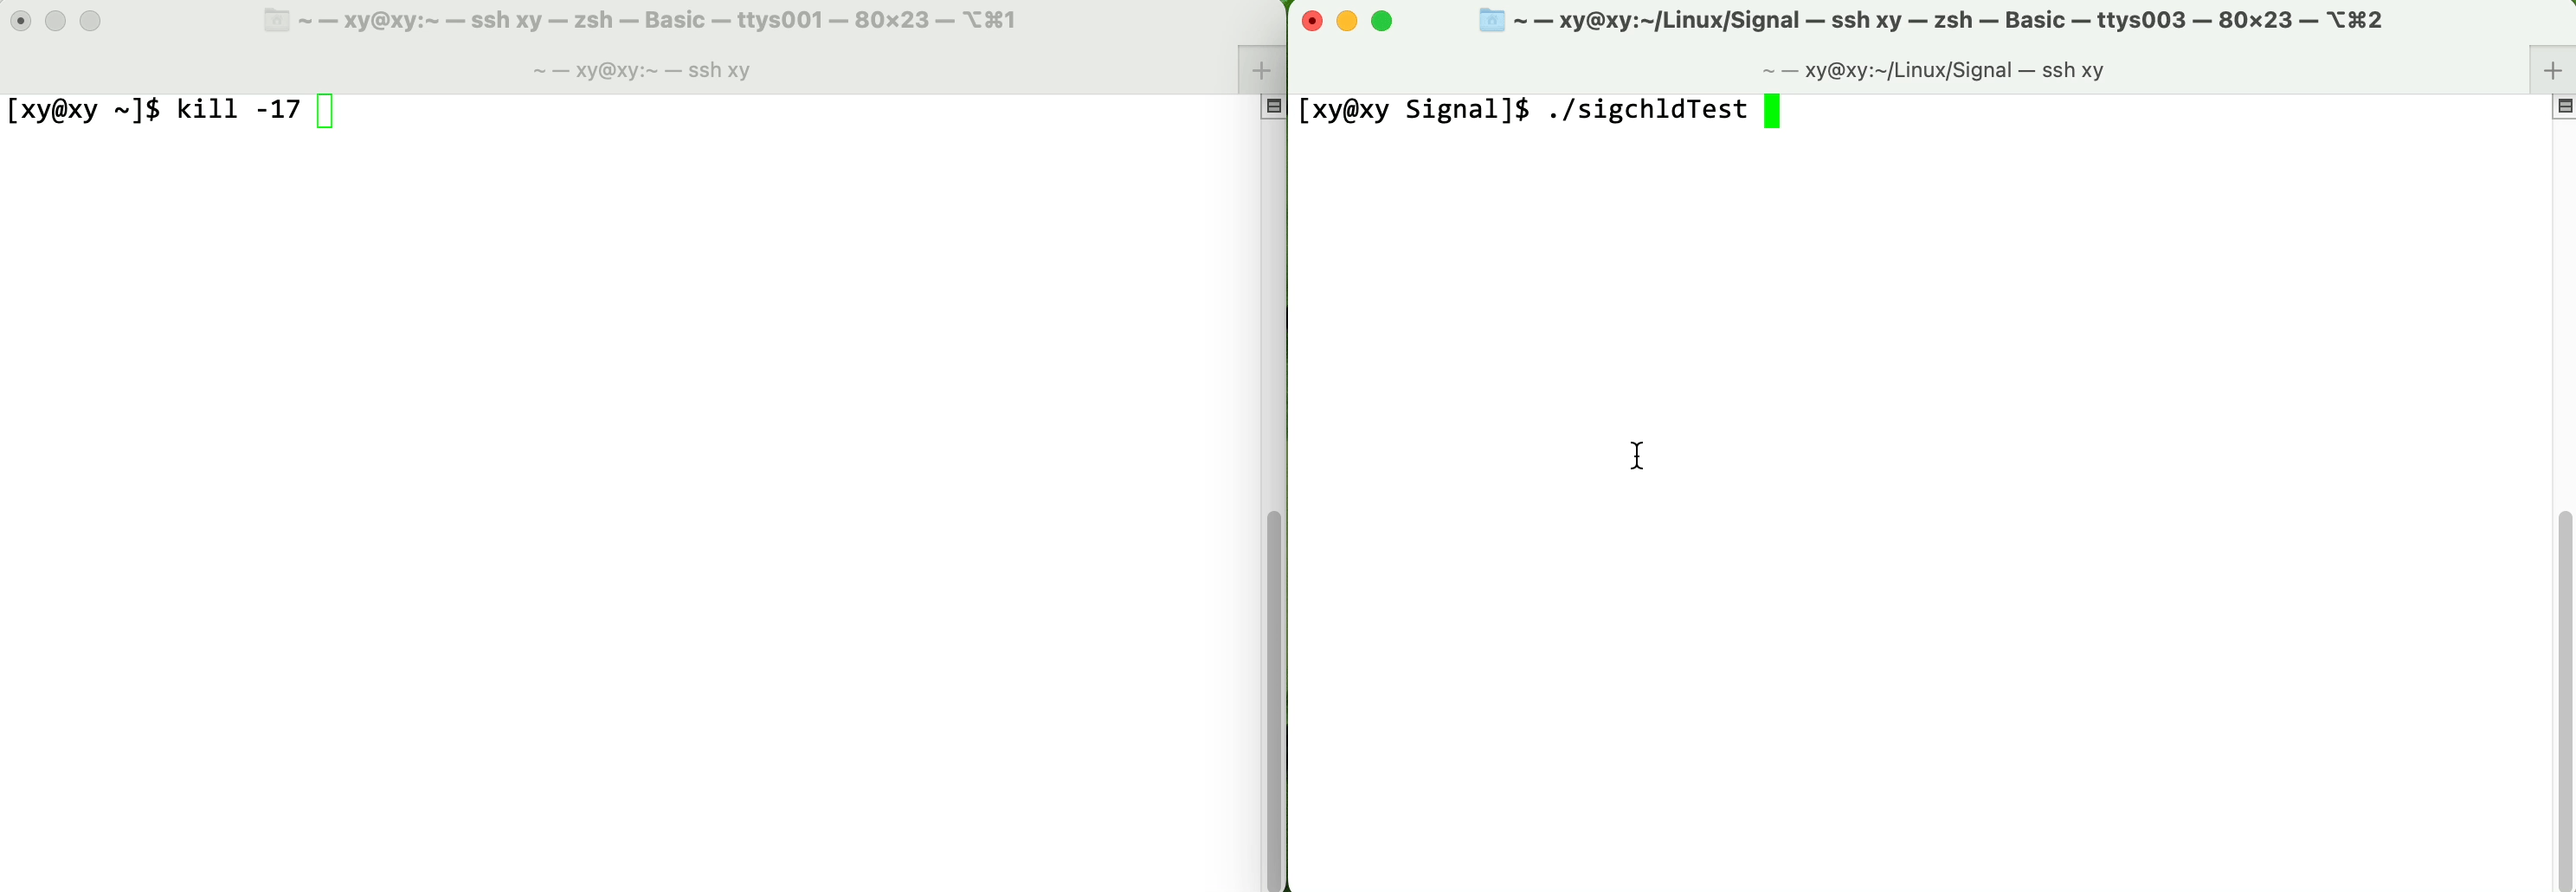 ~ — xy@xy:~ — ssh xy — zsh — Basic — ttys001 — 80×23 — ⌥⌘1
~ — xy@xy:~ — ssh xy
[xy@xy ~]$ kill -17
~ — xy@xy:~/Linux/Signal — ssh xy — zsh — Basic — ttys003 — 80×23 — ⌥⌘2
~ — xy@xy:~/Linux/Signal — ssh xy
[xy@xy Signal]$ ./sigchldTest